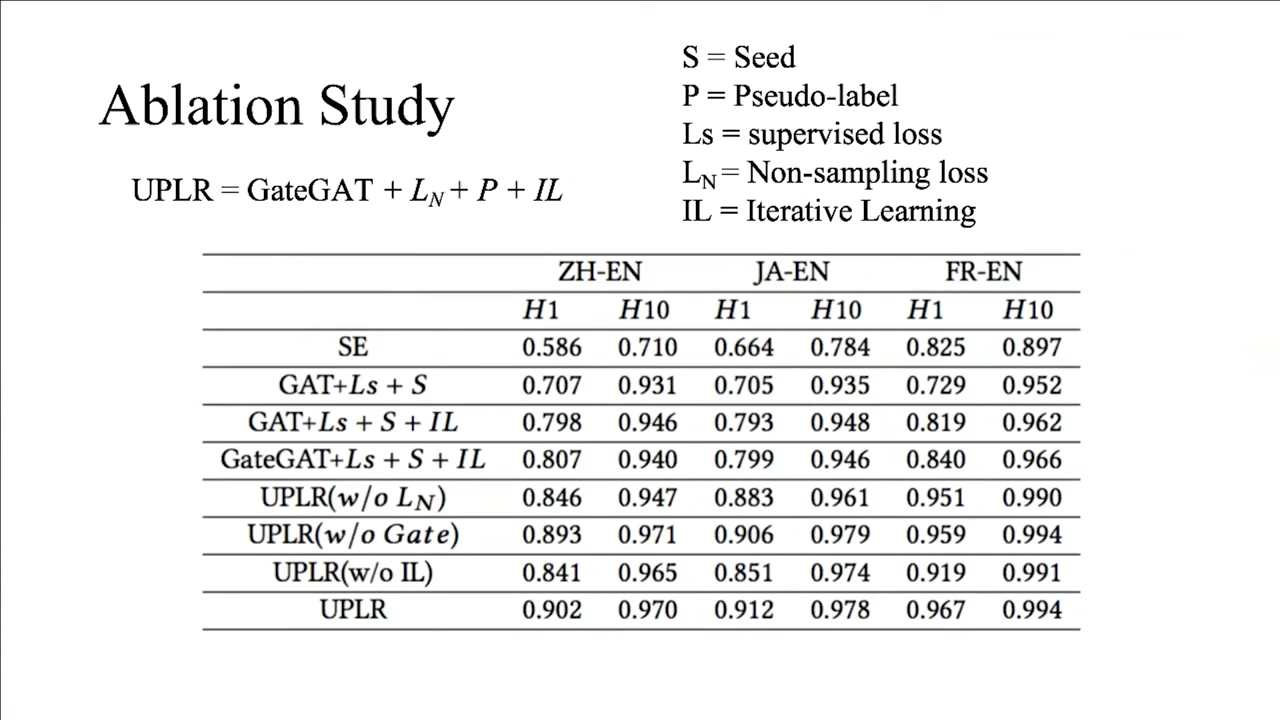 Ablation Study
UPLR = GateGAT + L_N + P + IL
S = Seed
P = Pseudo-label
Ls = supervised loss
L_N = Non-sampling loss
IL = Iterative Learning
ZH-EN JA-EN FR-EN
H1 H10 H1 H10 H1 H10
SE 0.586 0.710 0.664 0.784 0.825 0.897
GAT+Ls + S 0.707 0.931 0.705 0.935 0.729 0.952
GAT+Ls + S + IL 0.798 0.946 0.793 0.948 0.819 0.962
GateGAT+Ls + S + IL 0.807 0.940 0.799 0.946 0.840 0.966
UPLR(w/o L_N) 0.846 0.947 0.883 0.961 0.951 0.990
UPLR(w/o Gate) 0.893 0.971 0.906 0.979 0.959 0.994
UPLR(w/o IL) 0.841 0.965 0.851 0.974 0.919 0.991
UPLR 0.902 0.970 0.912 0.978 0.967 0.994